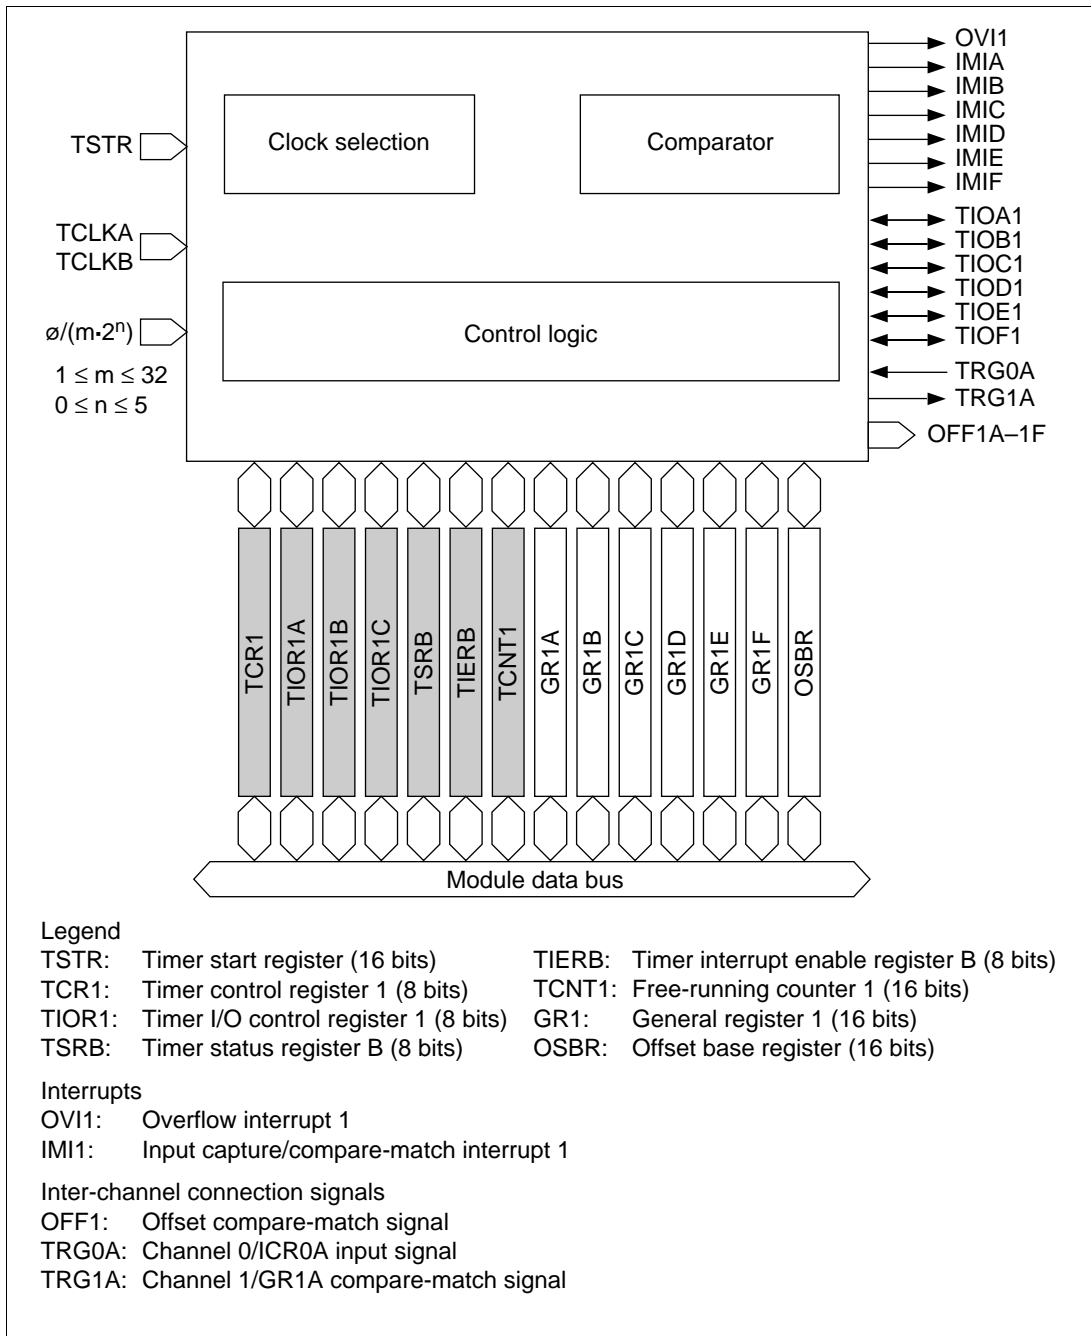 OVI1
IMIA
IMIB
IMIC
IMID
IMIE
IMIF
Clock selection
Comparator
TSTR
TIOA1
TIOB1
TIOC1
TIOD1
TIOE1
TIOF1
TCLKA
TCLKB
Control logic
ø/(m·2ⁿ)
1 ≤ m ≤ 32
0 ≤ n ≤ 5
TRG0A
TRG1A
OFF1A–1F
TCR1
TIOR1A
TIOR1B
TIOR1C
TSRB
TIERB
TCNT1
GR1A
GR1B
GR1C
GR1D
GR1E
GR1F
OSBR
Module data bus
Legend
TSTR: Timer start register (16 bits)
TCR1: Timer control register 1 (8 bits)
TIOR1: Timer I/O control register 1 (8 bits)
TSRB: Timer status register B (8 bits)
TIERB: Timer interrupt enable register B (8 bits)
TCNT1: Free-running counter 1 (16 bits)
GR1: General register 1 (16 bits)
OSBR: Offset base register (16 bits)
Interrupts
OVI1: Overflow interrupt 1
IMI1: Input capture/compare-match interrupt 1
Inter-channel connection signals
OFF1: Offset compare-match signal
TRG0A: Channel 0/ICR0A input signal
TRG1A: Channel 1/GR1A compare-match signal